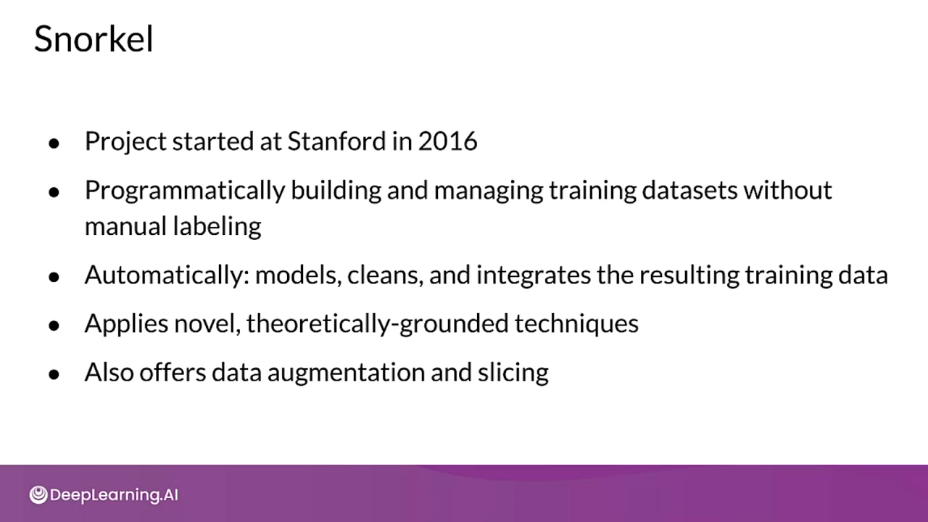 Snorkel
● Project started at Stanford in 2016
● Programmatically building and managing training datasets without
manual labeling
● Automatically: models, cleans, and integrates the resulting training data
● Applies novel, theoretically-grounded techniques
● Also offers data augmentation and slicing
DeepLearning.AI